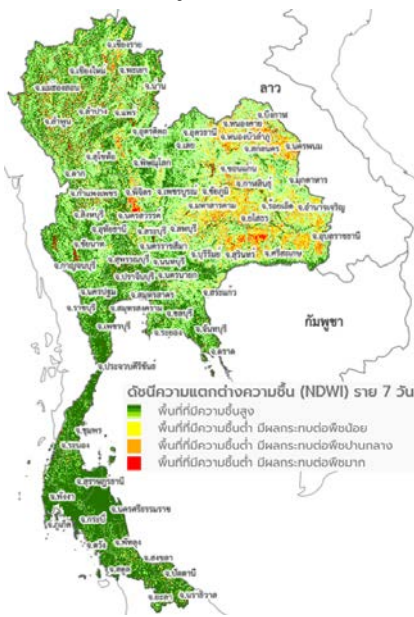 จ.เชียงราย
จ.เชียงใหม่ จ.พะเยา
จ.แม่ฮ่องสอน จ.น่าน
ลาว
จ.ลำปาง จ.แพร่
จ.ลำพูน
จ.บึงกาฬ
จ.อุตรดิตถ์ จ.อุดรธานี จ.หนองคาย
จ.เลย จ.หนองบัวลำภู จ.นครพนม
จ.สุโขทัย จ.สกลนคร
จ.ตาก จ.พิษณุโลก จ.ขอนแก่น จ.มุกดาหาร
จ.กำแพงเพชร จ.พิจิตร จ.เพชรบูรณ์ จ.ชัยภูมิ จ.กาฬสินธุ์
จ.สิงห์บุรี จ.นครสวรรค์ จ.มหาสารคาม จ.ร้อยเอ็ด จ.อำนาจเจริญ
จ.อุทัยธานี จ.สระบุรี จ.ลพบุรี จ.ยโสธร
จ.ชัยนาท จ.นครราชสีมา จ.บุรีรัมย์ จ.สุรินทร์ จ.ศรีสะเกษ จ.อุบลราชธานี
จ.กาญจนบุรี จ.สุพรรณบุรี จ.นนทบุรี
จ.ปราจีนบุรี จ.นครนายก
จ.นครปฐม จ.สมุทรสาคร จ.สระแก้ว
จ.ราชบุรี จ.สมุทรสงคราม จ.ชลบุรี
จ.เพชรบุรี จ.ระยอง จ.จันทบุรี
กัมพูชา
จ.ตราด
จ.ประจวบคีรีขันธ์
ดัชนีความแตกต่างความชื้น (NDWI) ราย 7 วัน
พื้นที่ที่มีความชื้นสูง
พื้นที่ที่มีความชื้นต่ำ มีผลกระทบต่อพืชน้อย
พื้นที่ที่มีความชื้นต่ำ มีผลกระทบต่อพืชปานกลาง
พื้นที่ที่มีความชื้นต่ำ มีผลกระทบต่อพืชมาก
จ.ชุมพร
จ.ระนอง
จ.สุราษฎร์ธานี
จ.พังงา จ.นครศรีธรรมราช
จ.ภูเก็ต จ.กระบี่
จ.ตรัง จ.พัทลุง
จ.สงขลา
จ.สตูล จ.ปัตตานี
จ.ยะลา จ.นราธิวาส